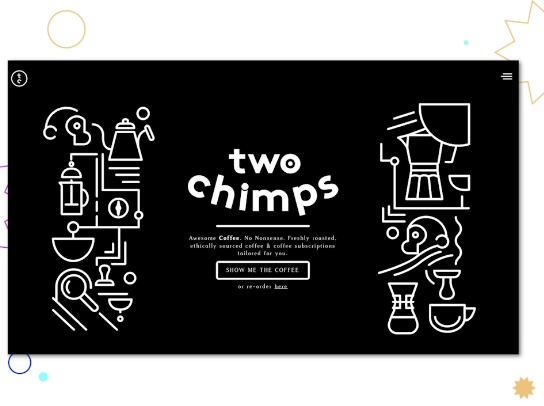 two
chimps
Awesome Coffee. No Nonsense. Freshly roasted,
ethically sourced coffee & coffee subscriptions
tailored for you.
SHOW ME THE COFFEE
or re-order here